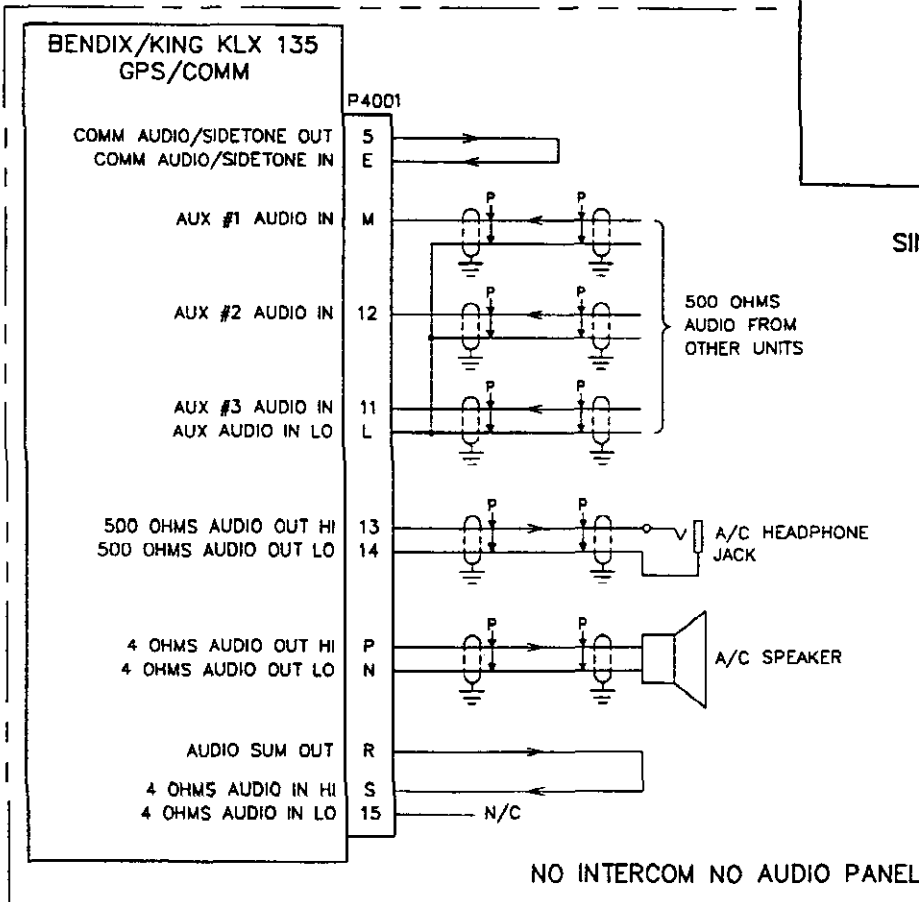 BENDIX/KING KLX 135
GPS/COMM
P4001
COMM AUDIO/SIDETONE OUT 5
COMM AUDIO/SIDETONE IN E
P P
AUX #1 AUDIO IN M
SIN
P P
AUX #2 AUDIO IN 12
500 OHMS
AUDIO FROM
OTHER UNITS
P P
AUX #3 AUDIO IN 11
AUX AUDIO IN LO L
P P
500 OHMS AUDIO OUT HI 13
500 OHMS AUDIO OUT LO 14
A/C HEADPHONE
JACK
P P
4 OHMS AUDIO OUT HI P
4 OHMS AUDIO OUT LO N
A/C SPEAKER
AUDIO SUM OUT R
4 OHMS AUDIO IN HI S
4 OHMS AUDIO IN LO 15 N/C
NO INTERCOM NO AUDIO PANEL